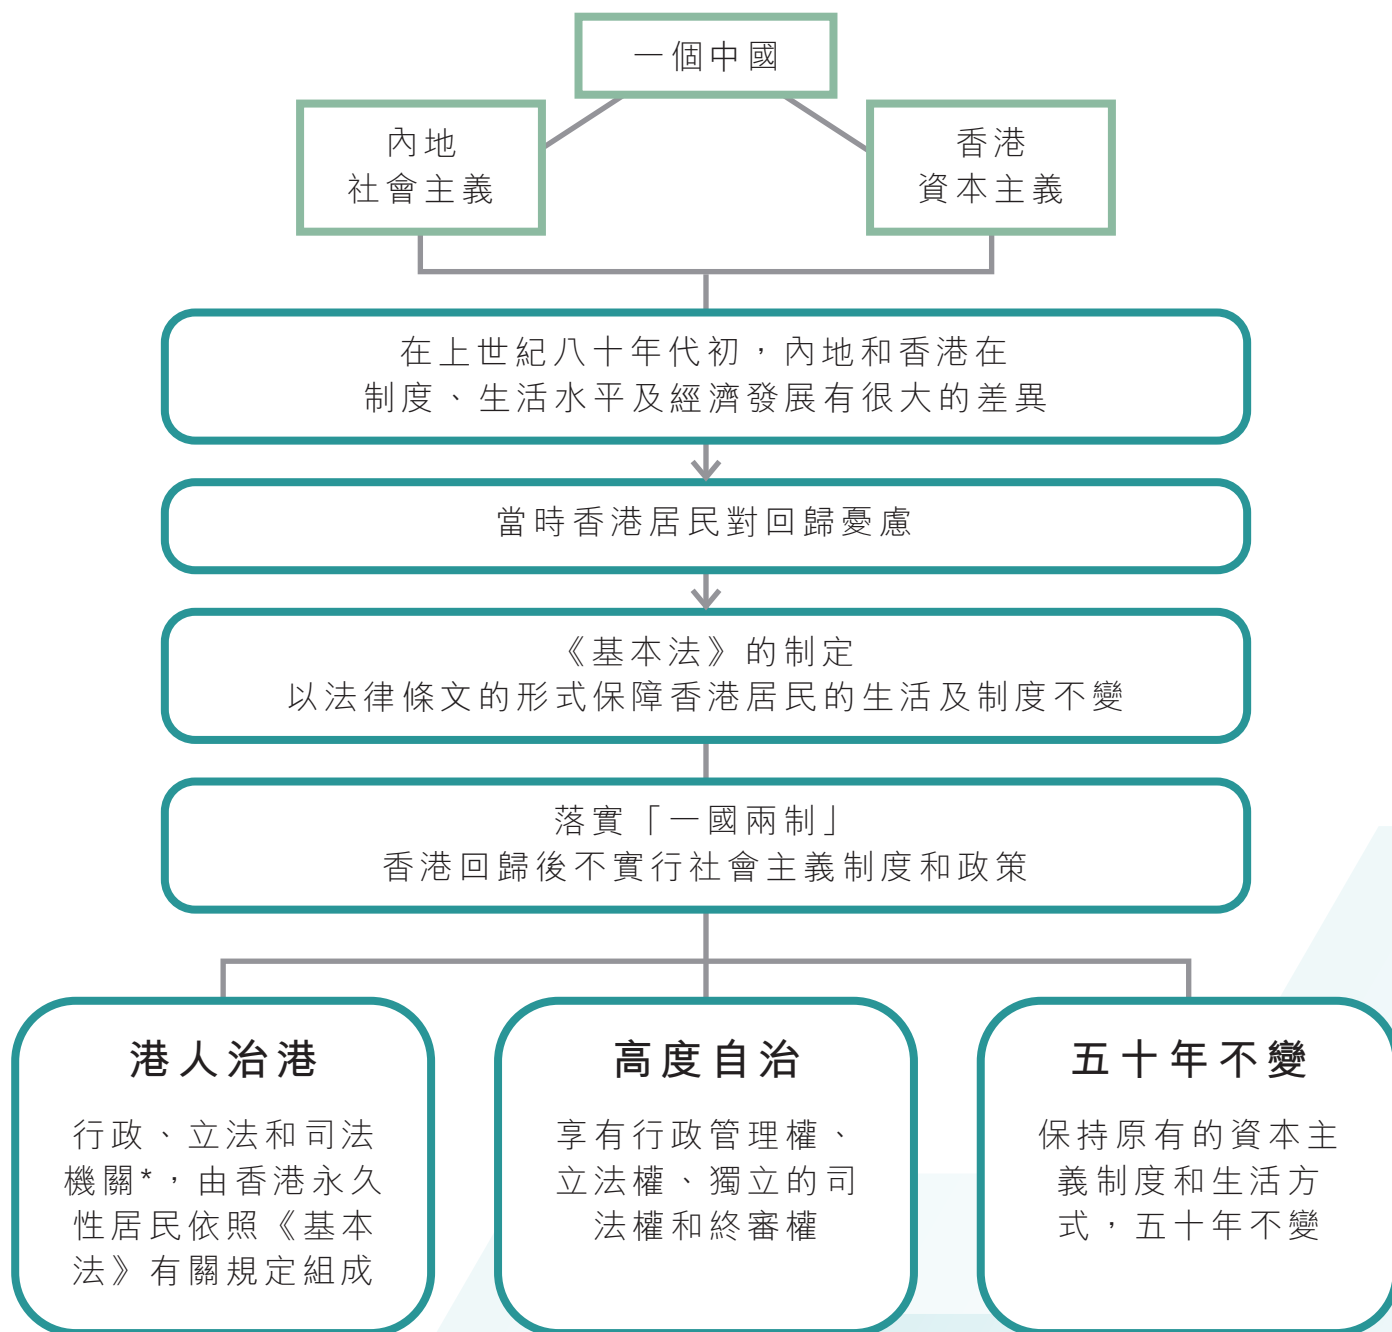 一個中國
內地
社會主義
香港
資本主義
在上世紀八十年代初，內地和香港在
制度、生活水平及經濟發展有很大的差異
當時香港居民對回歸憂慮
《基本法》的制定
以法律條文的形式保障香港居民的生活及制度不變
落實「一國兩制」
香港回歸後不實行社會主義制度和政策
港人治港
行政、立法和司法
機關*，由香港永久
性居民依照《基本
法》有關規定組成
高度自治
享有行政管理權、
立法權、獨立的司
法權和終審權
五十年不變
保持原有的資本主
義制度和生活方
式，五十年不變